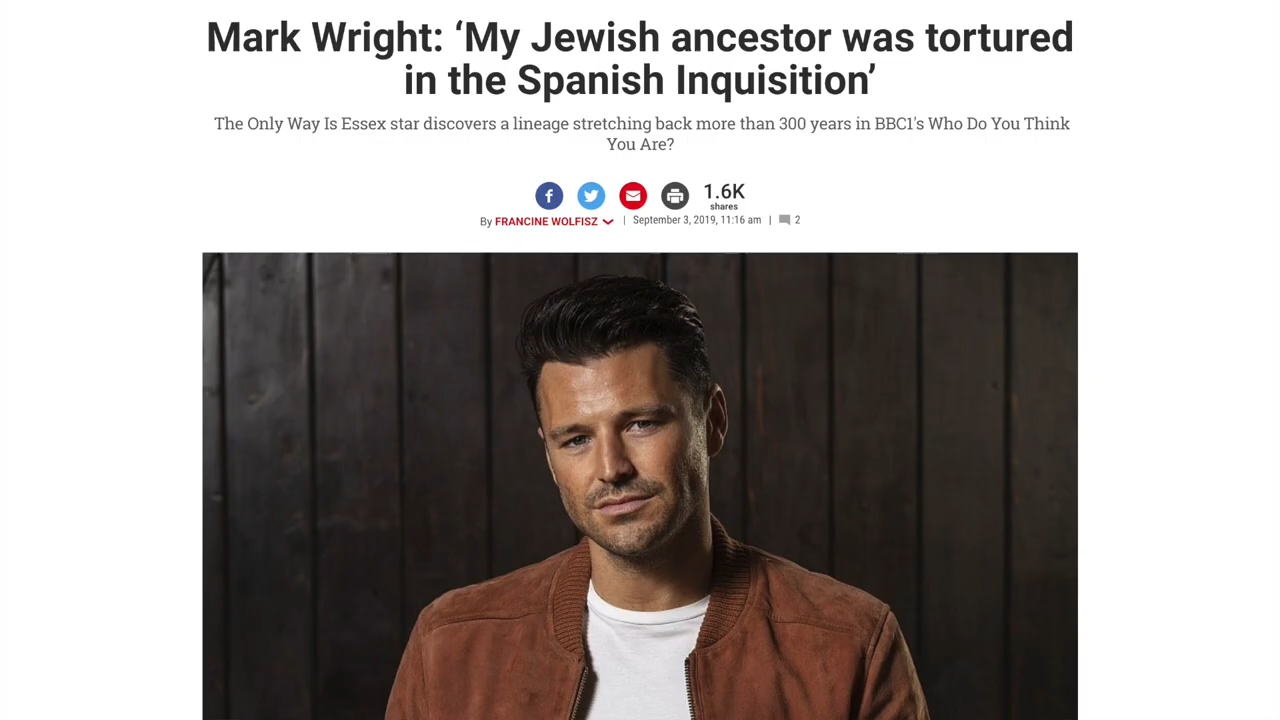 Mark Wright: ‘My Jewish ancestor was tortured
in the Spanish Inquisition’
The Only Way Is Essex star discovers a lineage stretching back more than 300 years in BBC1's Who Do You Think
You Are?
1.6K
shares
By FRANCINE WOLFISZ | September 3, 2019, 11:16 am | 2